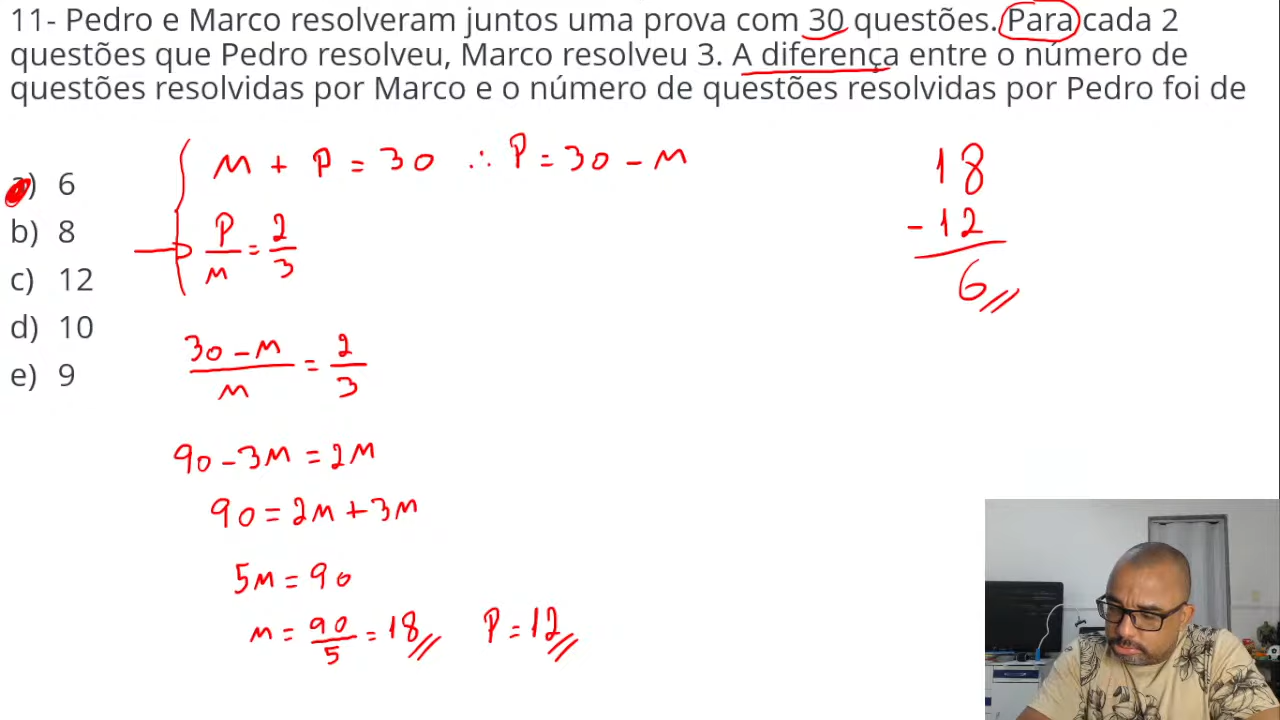 11- Pedro e Marco resolveram juntos uma prova com 30 questões. Para cada 2
questões que Pedro resolveu, Marco resolveu 3. A diferença entre o número de
questões resolvidas por Marco e o número de questões resolvidas por Pedro foi de
M + P = 30 ∴ P = 30 - M
P/M = 2/3
a) 6
b) 8
c) 12
d) 10
e) 9
18
- 12
6
30 - M / M = 2/3
90 - 3M = 2M
90 = 2M + 3M
5M = 90
M = 90/5 = 18 P = 12